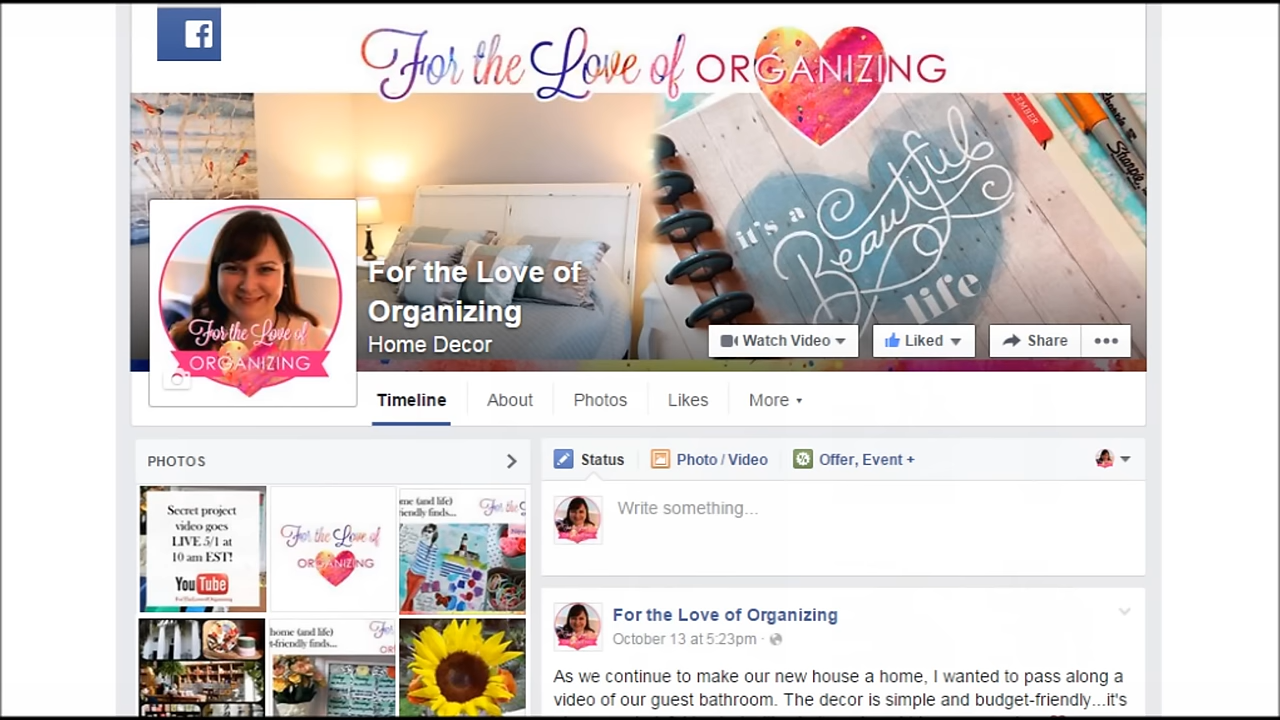 For the Love of ORGANIZING
it's a
Beautiful
life
Sharpie
For the Love of
ORGANIZING
For the Love of
Organizing
Home Decor
Watch Video
Liked
Share
Timeline
About
Photos
Likes
More
PHOTOS
Status
Photo / Video
Offer, Event +
Write something...
Secret project
video goes
LIVE 5/1 at
10 am EST!
YouTube
For the Love of
ORGANIZING
me (and life)
iendly finds...
home (and life)
t-friendly finds...
For the Love of Organizing
October 13 at 5:23pm ·
As we continue to make our new house a home, I wanted to pass along a
video of our guest bathroom. The decor is simple and budget-friendly...it's